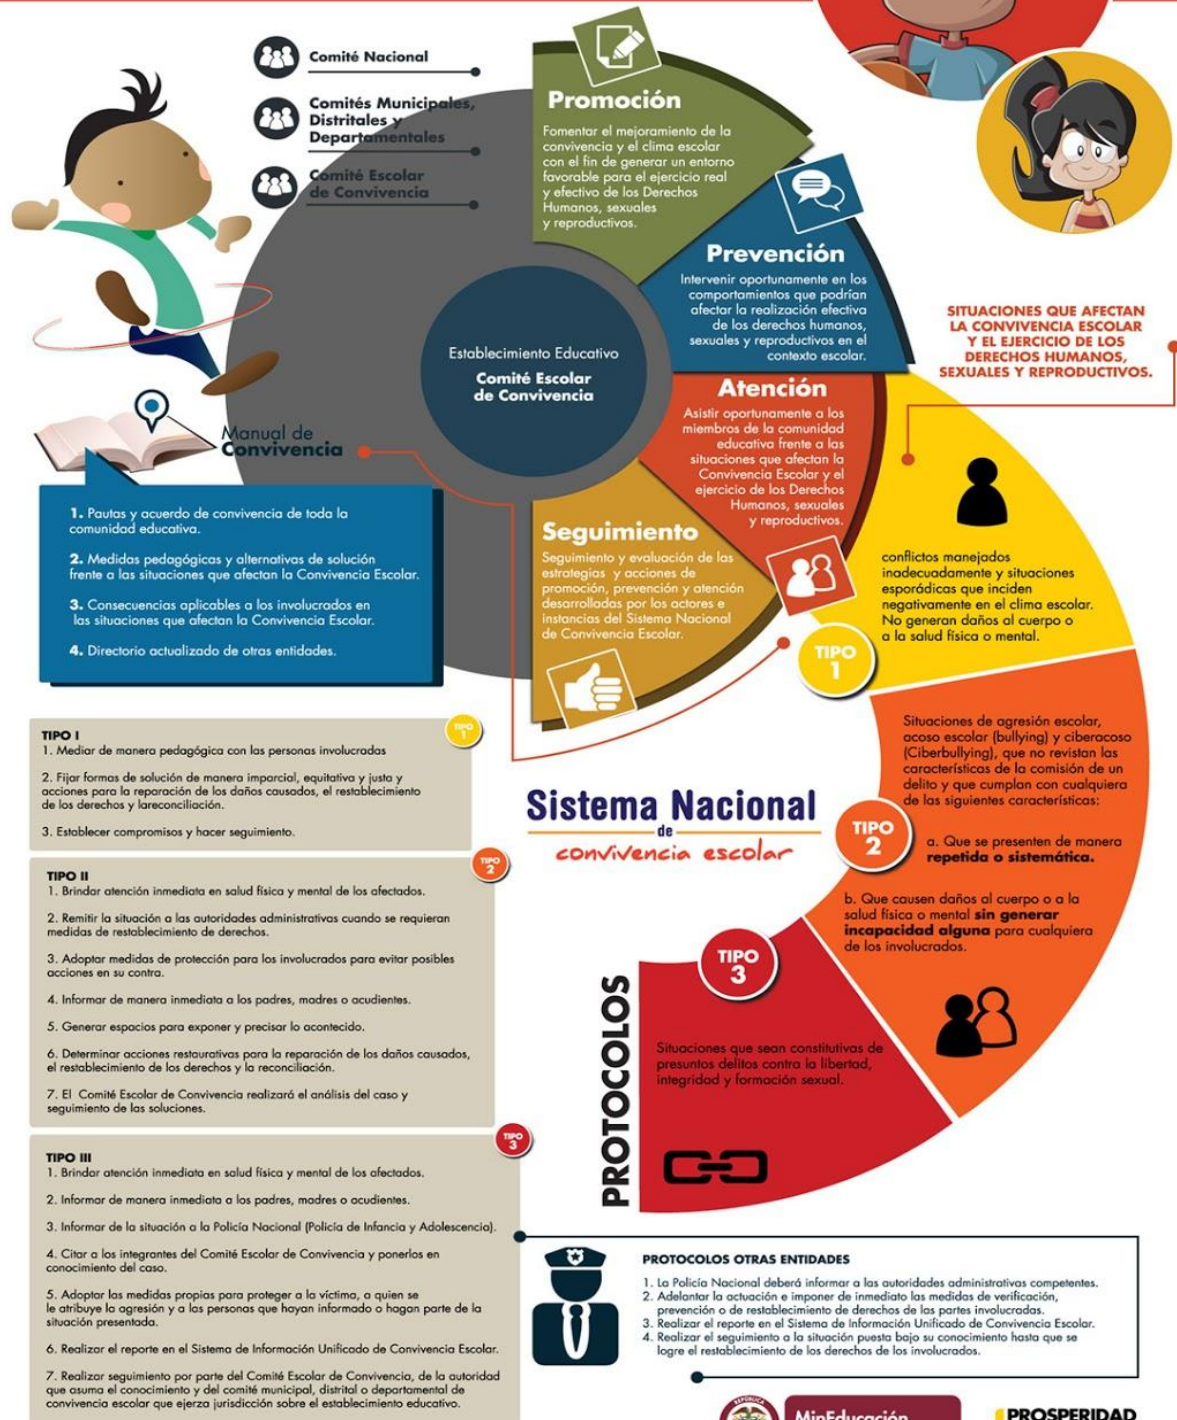 Comité Nacional
Comités Municipales,
Distritales y
Departamentales
Comité Escolar
de Convivencia
Promoción
Fomentar el mejoramiento de la
convivencia y el clima escolar
con el fin de generar un entorno
favorable para el ejercicio real
y efectivo de los Derechos
Humanos, sexuales
y reproductivos.
Prevención
Intervenir oportunamente en los
comportamientos que podrían
afectar la realización efectiva
de los derechos humanos,
sexuales y reproductivos en el
contexto escolar.
SITUACIONES QUE AFECTAN
LA CONVIVENCIA ESCOLAR
Y EL EJERCICIO DE LOS
DERECHOS HUMANOS,
SEXUALES Y REPRODUCTIVOS.
Establecimiento Educativo
Comité Escolar
de Convivencia
Atención
Asistir oportunamente a los
miembros de la comunidad
educativa frente a las
situaciones que afectan la
Convivencia Escolar y el
ejercicio de los Derechos
Humanos, sexuales
y reproductivos.
Manual de
Convivencia
1. Pautas y acuerdo de convivencia de toda la
comunidad educativa.
2. Medidas pedagógicas y alternativas de solución
frente a las situaciones que afectan la Convivencia Escolar.
3. Consecuencias aplicables a los involucrados en
las situaciones que afectan la Convivencia Escolar.
4. Directorio actualizado de otras entidades.
Seguimiento
Seguimiento y evaluación de las
estrategias y acciones de
promoción, prevención y atención
desarrolladas por los actores e
instancias del Sistema Nacional
de Convivencia Escolar.
conflictos manejados
inadecuadamente y situaciones
esporádicas que inciden
negativamente en el clima escolar.
No generan daños al cuerpo o
a la salud física o mental.
TIPO
1
TIPO
1
TIPO I
1. Mediar de manera pedagógica con las personas involucradas
2. Fijar formas de solución de manera imparcial, equitativa y justa y
acciones para la reparación de los daños causados, el restablecimiento
de los derechos y lareconciliación.
3. Establecer compromisos y hacer seguimiento.
Situaciones de agresión escolar,
acoso escolar (bullying) y ciberacoso
(Ciberbullying), que no revistan las
características de la comisión de un
delito y que cumplan con cualquiera
de las siguientes características:
TIPO
2
a. Que se presenten de manera
repetida o sistemática.
b. Que causen daños al cuerpo o a la
salud física o mental sin generar
incapacidad alguna para cualquiera
de los involucrados.
Sistema Nacional
de
convivencia escolar
TIPO
2
TIPO II
1. Brindar atención inmediata en salud física y mental de los afectados.
2. Remitir la situación a las autoridades administrativas cuando se requieran
medidas de restablecimiento de derechos.
3. Adoptar medidas de protección para los involucrados para evitar posibles
acciones en su contra.
4. Informar de manera inmediata a los padres, madres o acudientes.
5. Generar espacios para exponer y precisar lo acontecido.
6. Determinar acciones restaurativas para la reparación de los daños causados,
el restablecimiento de los derechos y la reconciliación.
7. El Comité Escolar de Convivencia realizará el análisis del caso y
seguimiento de las soluciones.
TIPO
3
PROTOCOLOS
Situaciones que sean constitutivas de
presuntos delitos contra la libertad,
integridad y formación sexual.
TIPO
3
TIPO III
1. Brindar atención inmediata en salud física y mental de los afectados.
2. Informar de manera inmediata a los padres, madres o acudientes.
3. Informar de la situación a la Policía Nacional (Policía de Infancia y Adolescencia).
4. Citar a los integrantes del Comité Escolar de Convivencia y ponerlos en
conocimiento del caso.
5. Adoptar las medidas propias para proteger a la víctima, a quien se
le atribuye la agresión y a las personas que hayan informado o hagan parte de la
situación presentada.
6. Realizar el reporte en el Sistema de Información Unificado de Convivencia Escolar.
7. Realizar seguimiento por parte del Comité Escolar de Convivencia, de la autoridad
que asuma el conocimiento y del comité municipal, distrital o departamental de
convivencia escolar que ejerza jurisdicción sobre el establecimiento educativo.
PROTOCOLOS OTRAS ENTIDADES
1. La Policía Nacional deberá informar a las autoridades administrativas competentes.
2. Adelantar la actuación e imponer de inmediato las medidas de verificación,
prevención o de restablecimiento de derechos de las partes involucradas.
3. Realizar el reporte en el Sistema de Información Unificado de Convivencia Escolar.
4. Realizar el seguimiento a la situación puesta bajo su conocimiento hasta que se
logre el restablecimiento de los derechos de los involucrados.
MinEducación
PROSPERIDAD